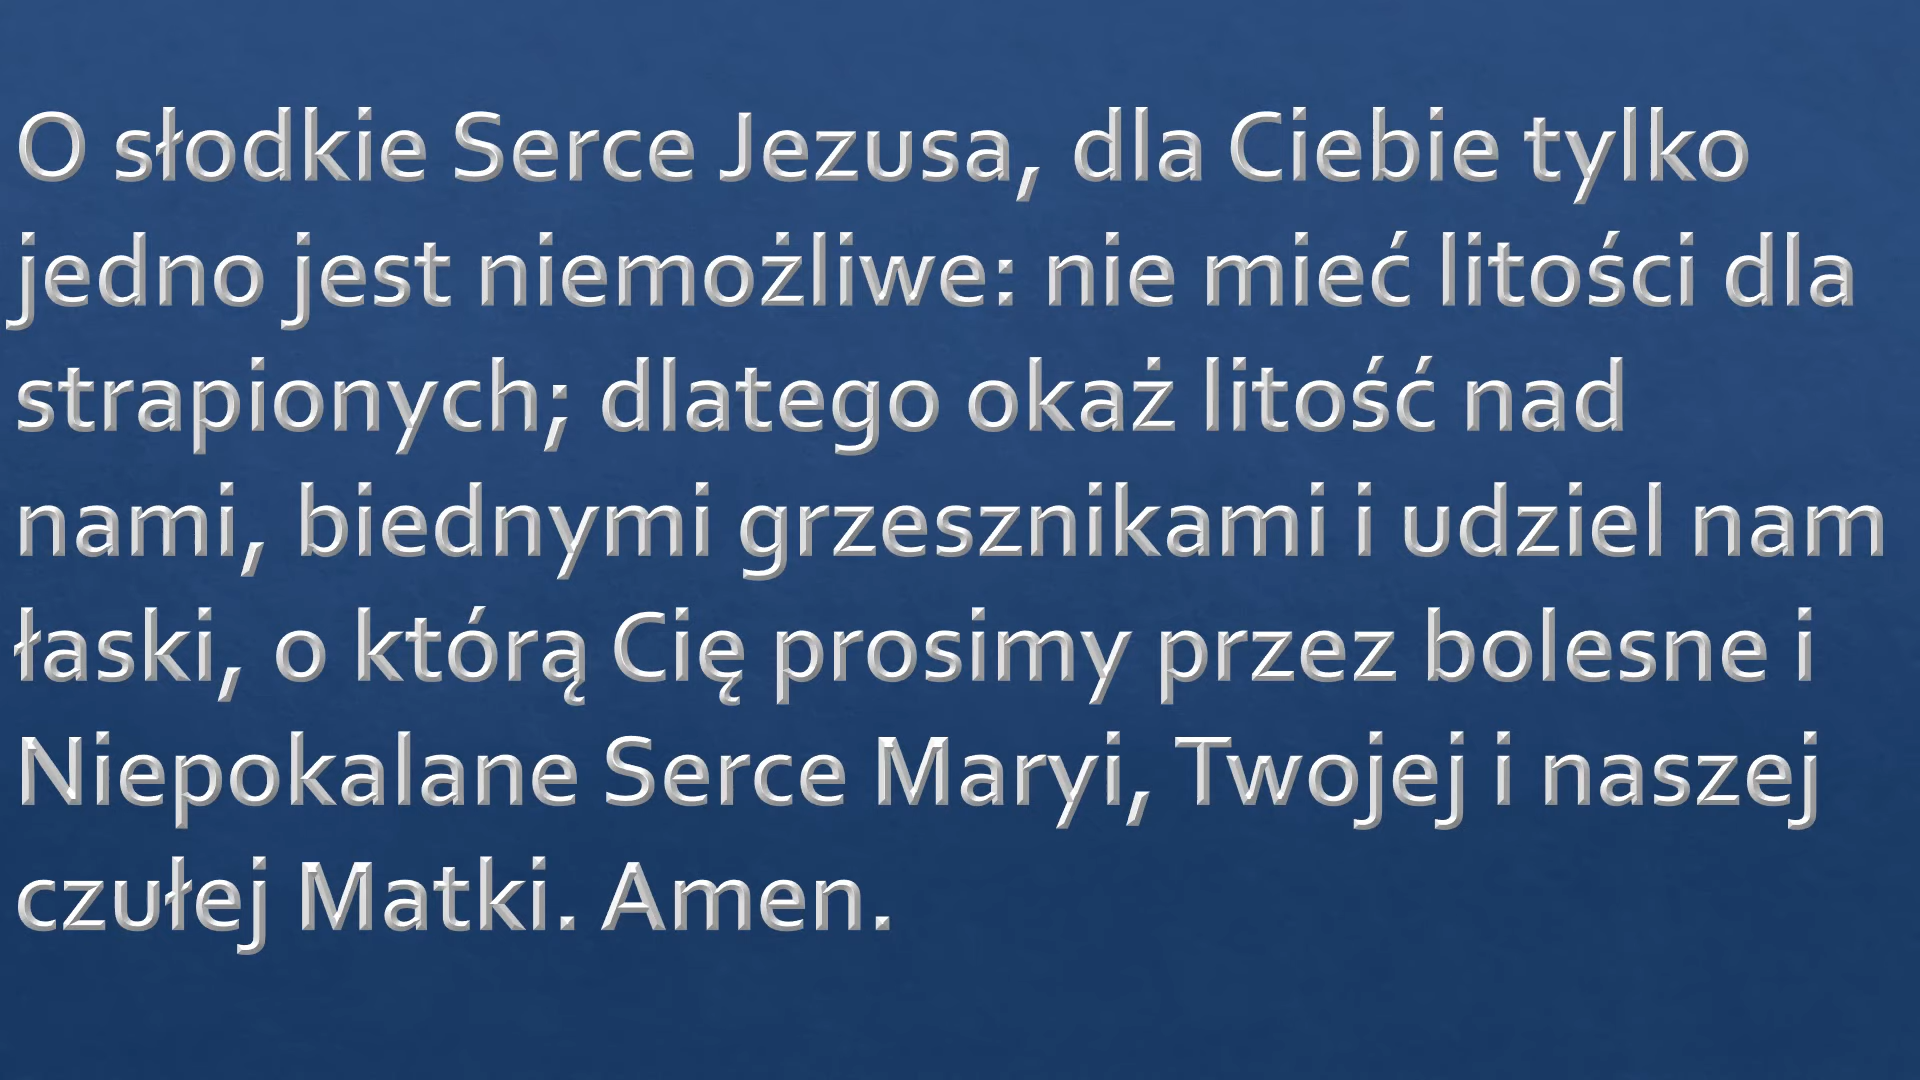 O słodkie Serce Jezusa, dla Ciebie tylko
jedno jest niemożliwe: nie mieć litości dla
strapionych; dlatego okaż litość nad
nami, biednymi grzesznikami i udziel nam
łaski, o którą Cię prosimy przez bolesne i
Niepokalane Serce Maryi, Twojej i naszej
czułej Matki. Amen.